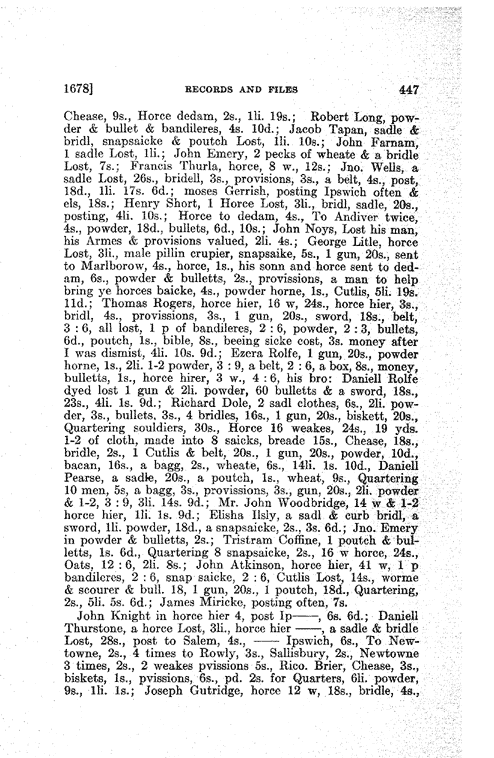 1678] RECORDS AND FILES 447
Chease, 9s., Horce dedam, 2s., 1li. 19s.; Robert Long, pow-
der & bullet & bandileres, 4s. 10d.; Jacob Tapan, sadle &
bridl, snapsaicke & poutch Lost, 1li. 10s.; John Farnam,
1 sadle Lost, 1li.; John Emery, 2 pecks of wheate & a bridle
Lost, 7s.; Francis Thurla, horce, 8 w., 12s.; Jno. Wells, a
sadle Lost, 26s., bridell, 3s., provisions, 3s., a belt, 4s., post,
18d., 1li. 17s. 6d.; moses Gerrish, posting Ipswich often &
els, 18s.; Henry Short, 1 Horce Lost, 3li., bridl, sadle, 20s.,
posting, 4li. 10s.; Horce to dedam, 4s., To Andiver twice,
4s., powder, 18d., bullets, 6d., 10s.; John Noys, Lost his man,
his Armes & provisions valued, 2li. 4s.; George Litle, horce
Lost, 3li., male pillin crupier, snapsaike, 5s., 1 gun, 20s., sent
to Marlborow, 4s., horce, 1s., his sonn and horce sent to ded-
am, 6s., powder & bulletts, 2s., provissions, a man to help
bring ye horces baicke, 4s., powder horne, 1s., Cutlis, 5li. 19s.
11d.; Thomas Rogers, horce hier, 16 w, 24s., horce hier, 3s.,
bridl, 4s., provissions, 3s., 1 gun, 20s., sword, 18s., belt,
3 : 6, all lost, 1 p of bandileres, 2 : 6, powder, 2 : 3, bullets,
6d., poutch, 1s., bible, 8s., beeing sicke cost, 3s. money after
I was dismist, 4li. 10s. 9d.; Ezera Rolfe, 1 gun, 20s., powder
horne, 1s., 2li. 1-2 powder, 3 : 9, a belt, 2 : 6, a box, 8s., money,
bulletts, 1s., horce hirer, 3 w., 4 : 6, his bro: Daniell Rolfe
dyed lost 1 gun & 2li. powder, 60 bulletts & a sword, 18s.,
23s., 4li. 1s. 9d.; Richard Dole, 2 sadl clothes, 6s., 2li. pow-
der, 3s., bullets. 3s., 4 bridles, 16s., 1 gun, 20s., biskett, 20s.,
Quartering souldiers, 30s., Horce 16 weakes, 24s., 19 yds.
1-2 of cloth, made into 8 saicks, breade 15s., Chease, 18s.,
bridle, 2s., 1 Cutlis & belt, 20s., 1 gun, 20s., powder, 10d.,
bacan, 16s., a bagg, 2s., wheate, 6s., 14li. 1s. 10d., Daniell
Pearse, a sadle, 20s., a poutch, 1s., wheat, 9s., Quartering
10 men, 5s, a bagg, 3s., provissions, 3s., gun, 20s., 2li. powder
& 1-2, 3 : 9, 3li. 14s. 9d.; Mr. John Woodbridge, 14 w & 1-2
horce hier, 1li. 1s. 9d.; Elisha Ilsly, a sadl & curb bridl, a
sword, 1li. powder, 18d., a snapsaicke, 2s., 3s. 6d.; Jno. Emery
in powder & bulletts, 2s.; Tristram Coffine, 1 poutch & bul-
letts, 1s. 6d., Quartering 8 snapsaicke, 2s., 16 w horce, 24s.,
Oats, 12 : 6, 2li. 8s.; John Atkinson, horce hier, 41 w, 1 p
bandileres, 2 : 6, snap saicke, 2 : 6, Cutlis Lost, 14s., worme
& scourer & bull. 18, 1 gun, 20s., 1 poutch, 18d., Quartering,
2s., 5li. 5s. 6d.; James Miricke, posting often, 7s.
John Knight in horce hier 4, post Ip——, 6s. 6d.; Daniell
Thurstone, a horce Lost, 3li., horce hier ——, a sadle & bridle
Lost, 28s., post to Salem, 4s., —— Ipswich, 6s., To New-
towne, 2s., 4 times to Rowly, 3s., Sallisbury, 2s., Newtowne
3 times, 2s., 2 weakes pvissions 5s., Rico. Brier, Chease, 3s.,
biskets, 1s., pvissions, 6s., pd. 2s. for Quarters, 6li. powder,
9s., 1li. 1s.; Joseph Gutridge, horce 12 w, 18s., bridle, 4s.,